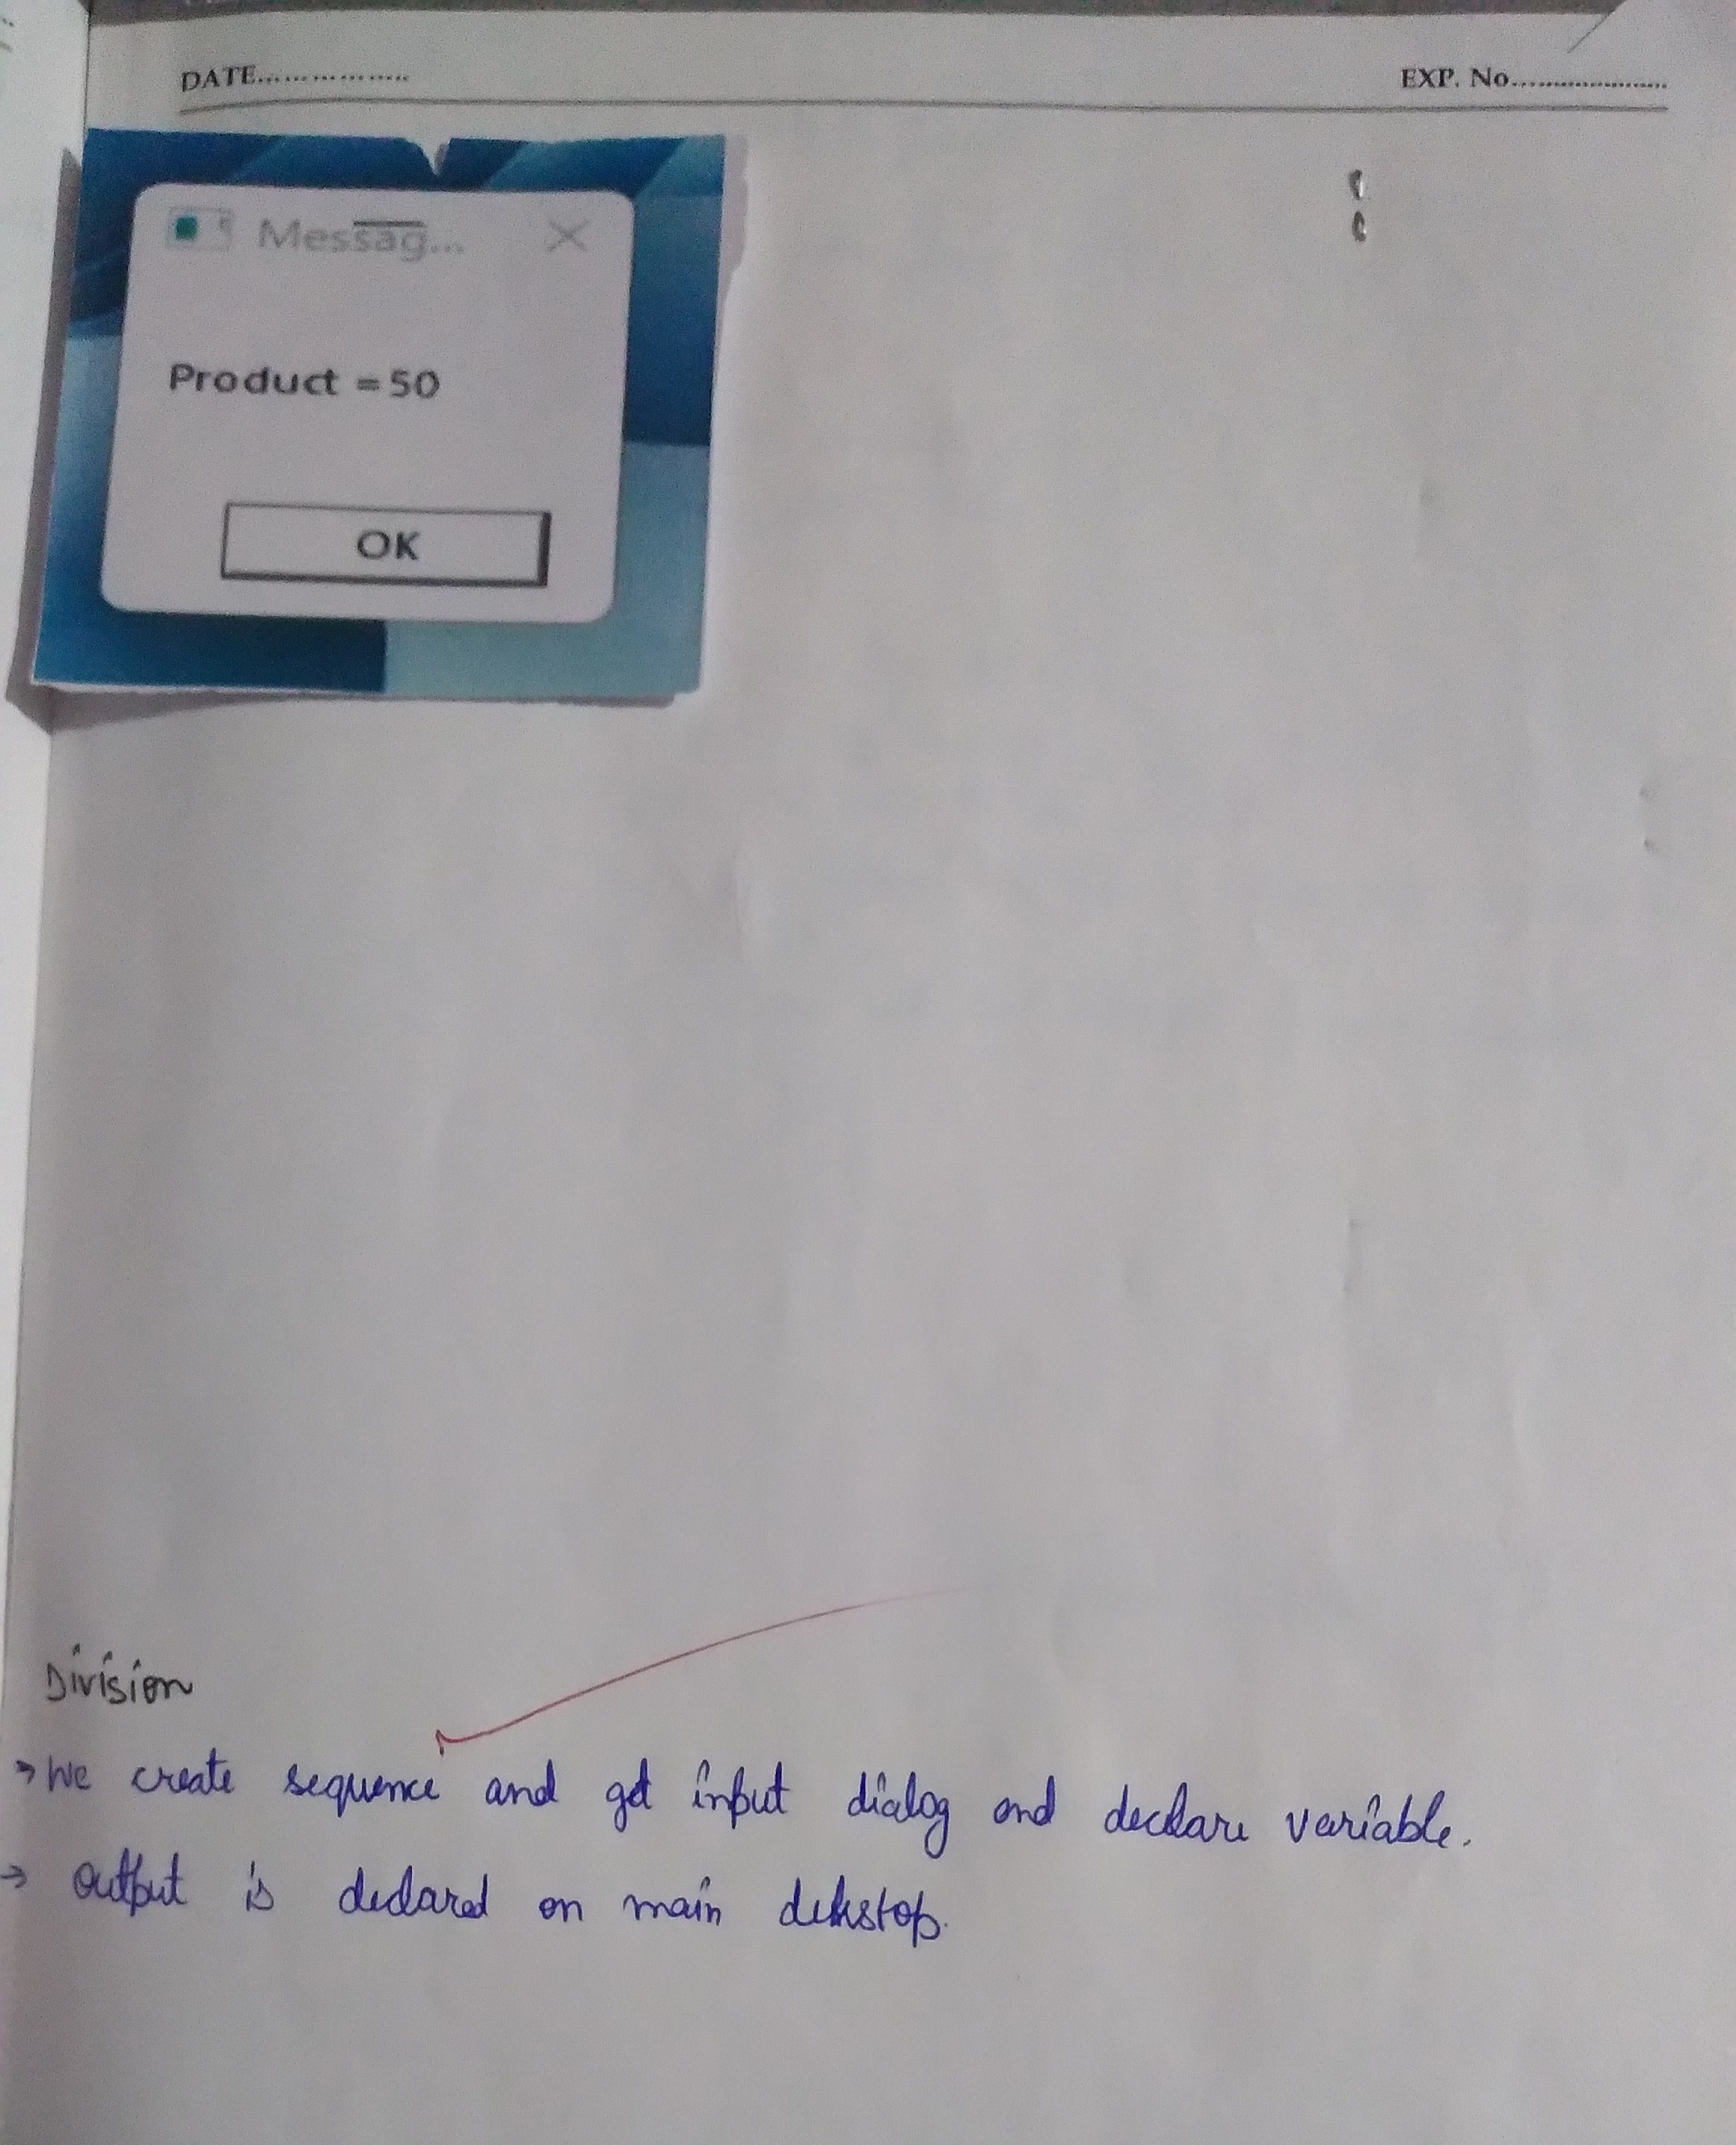 DATE.................
EXP. No.....................
Messag...
Product = 50
OK
Division
→ We create sequence and get input dialog and declare variable.
→ output is declared on main dekstop.